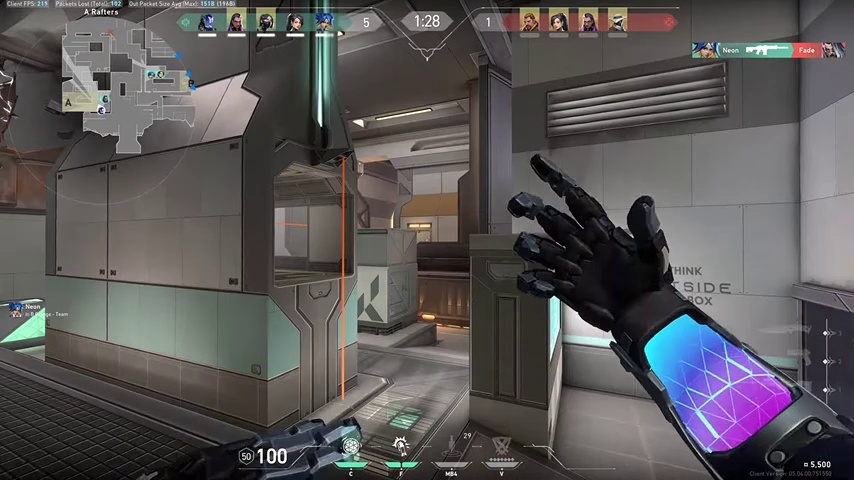 Client FPS: 219 Packets Lost (Total): 102 Out Packet Size Avg (Max): 151B (194B)
A Rafters
A
B
5
1:28
1
Neon
Fade
THINK
TSIDE
BOX
Neon
50
100
29
C
F
MB4
V
5,500